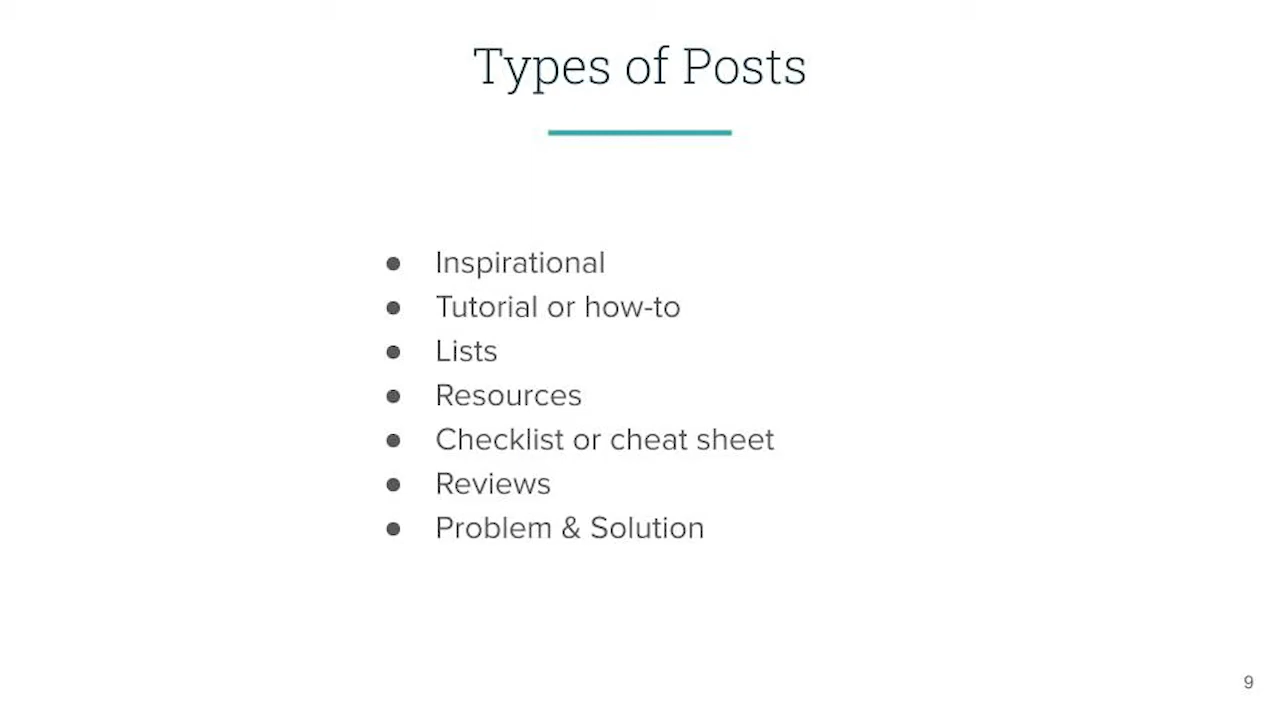 Types of Posts
● Inspirational
● Tutorial or how-to
● Lists
● Resources
● Checklist or cheat sheet
● Reviews
● Problem & Solution
9